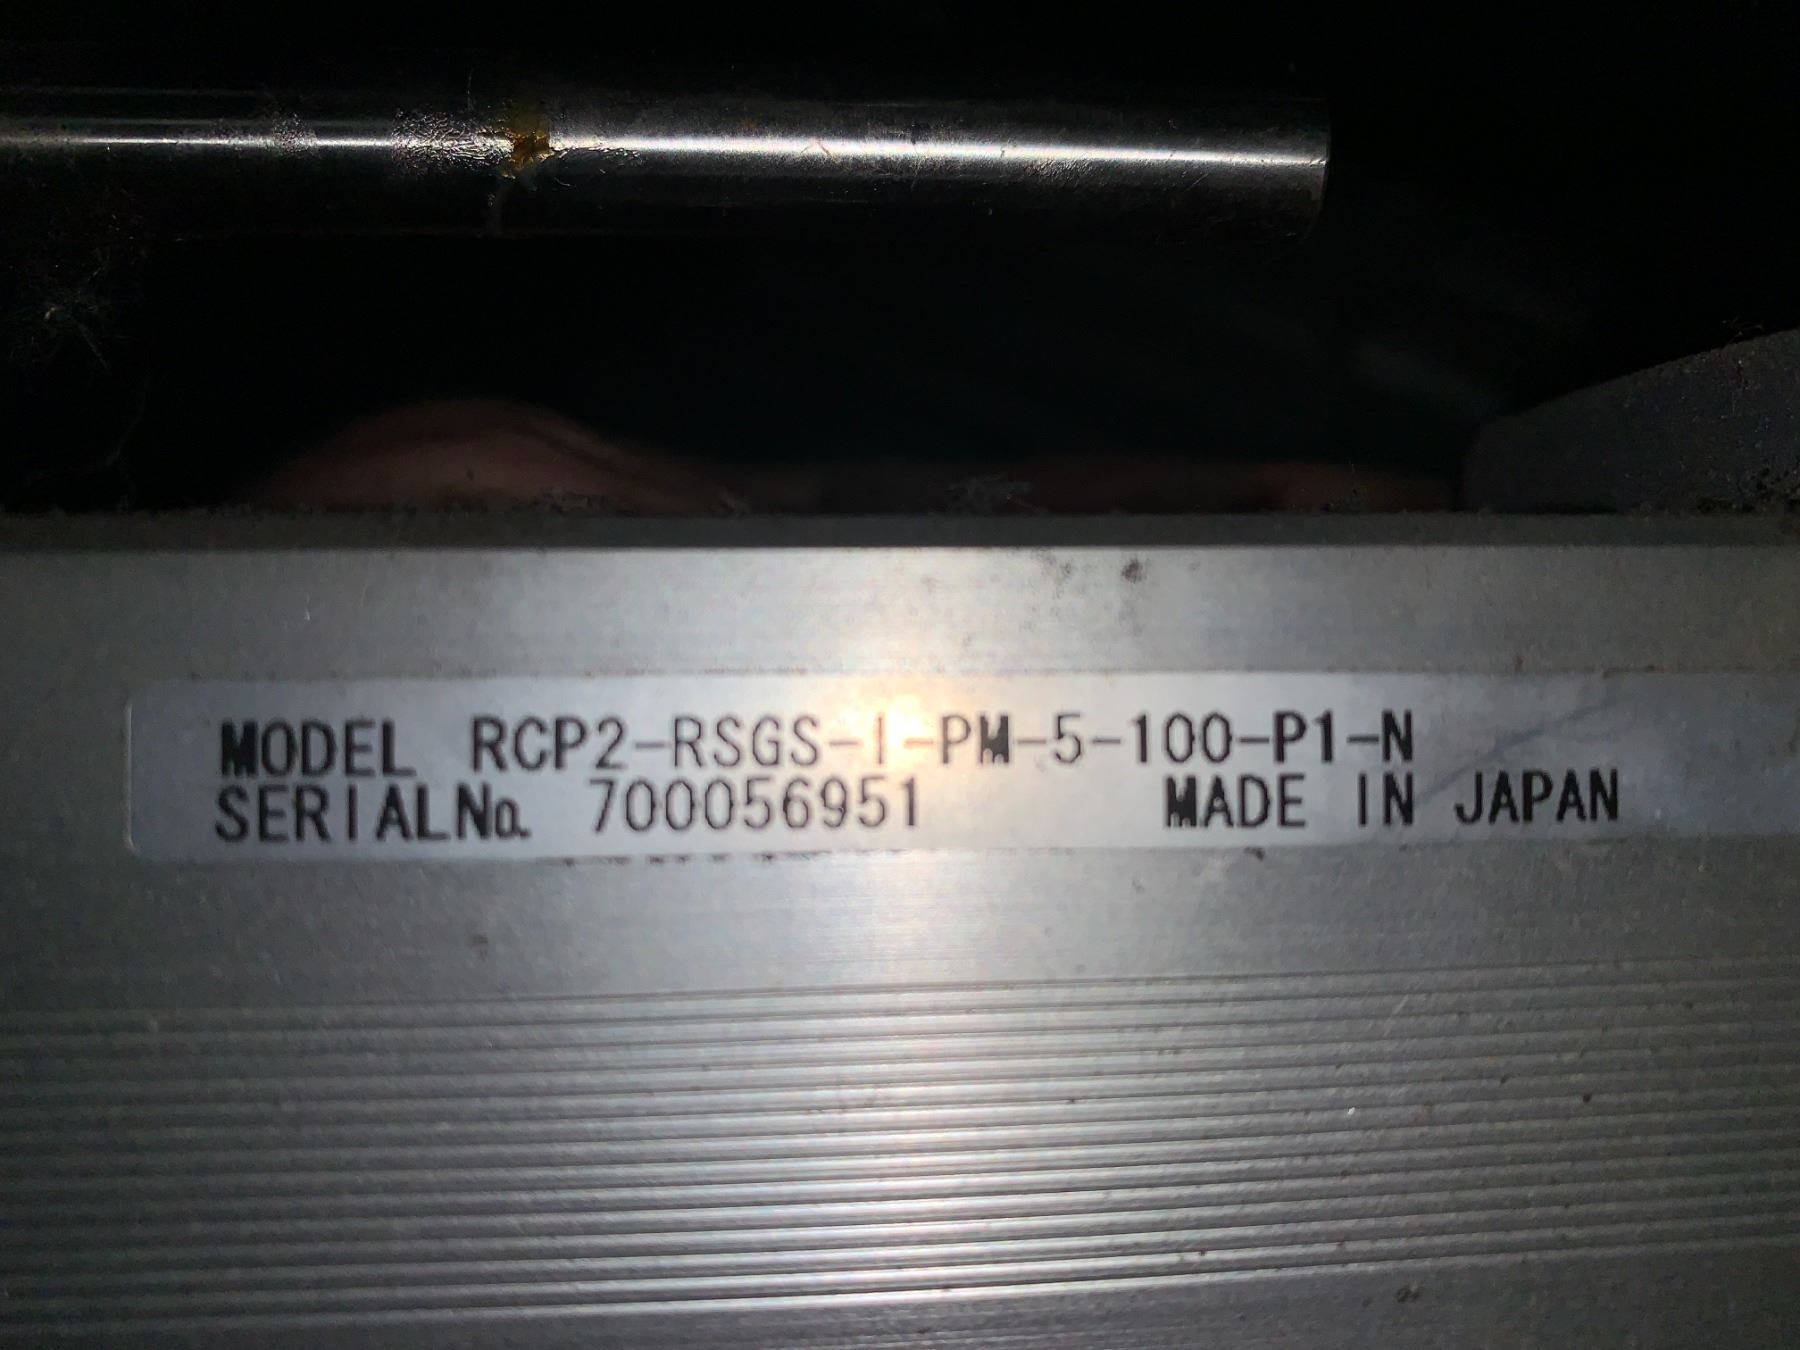 MODEL RCP2-RSGS-I-PM-5-100-P1-N
SERIALNo. 700056951 MADE IN JAPAN